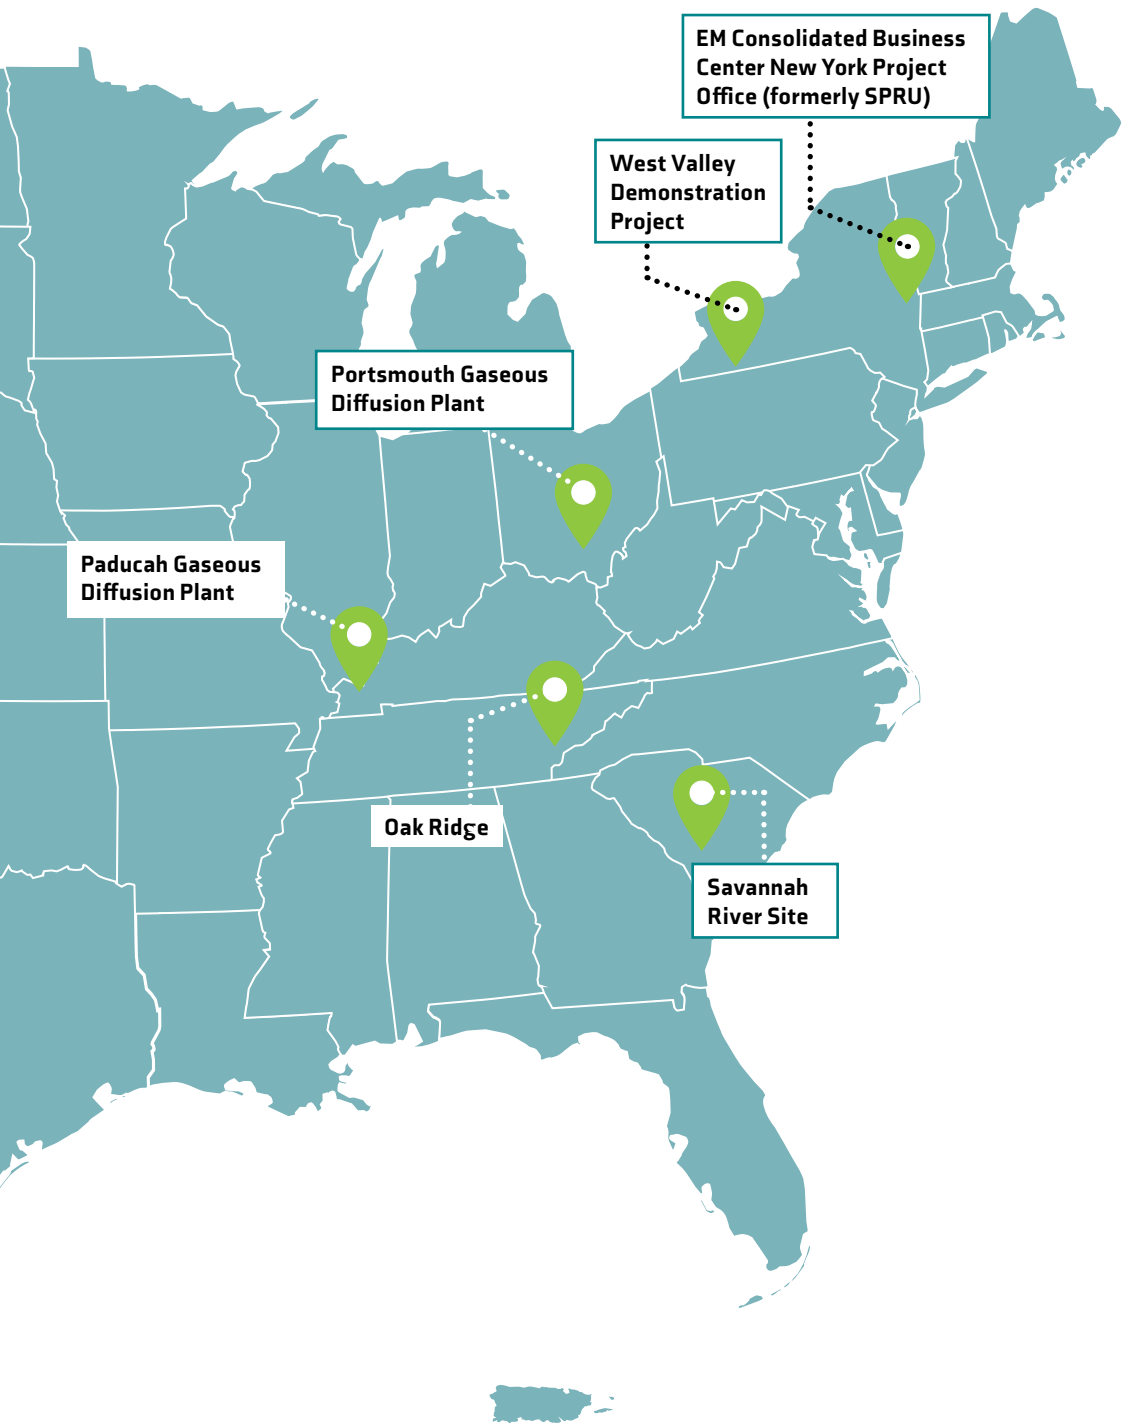 EM Consolidated Business
Center New York Project
Office (formerly SPRU)
West Valley
Demonstration
Project
Portsmouth Gaseous
Diffusion Plant
Paducah Gaseous
Diffusion Plant
Oak Ridge
Savannah
River Site